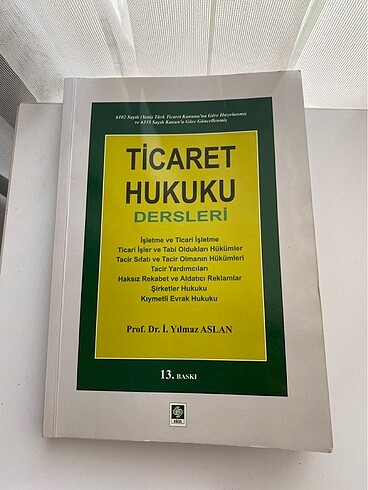 6102 Sayılı (Yeni) Türk Ticaret Kanunu'na Göre Hazırlanmış
ve 6335 Sayılı Kanun'a Göre Güncellenmiş
TİCARET
HUKUKU
DERSLERİ
İşletme ve Ticari İşletme
Ticari İşler ve Tabi Oldukları Hükümler
Tacir Sıfatı ve Tacir Olmanın Hükümleri
Tacir Yardımcıları
Haksız Rekabet ve Aldatıcı Reklamlar
Şirketler Hukuku
Kıymetli Evrak Hukuku
Prof. Dr. İ. Yılmaz ASLAN
13. BASKI
ekin